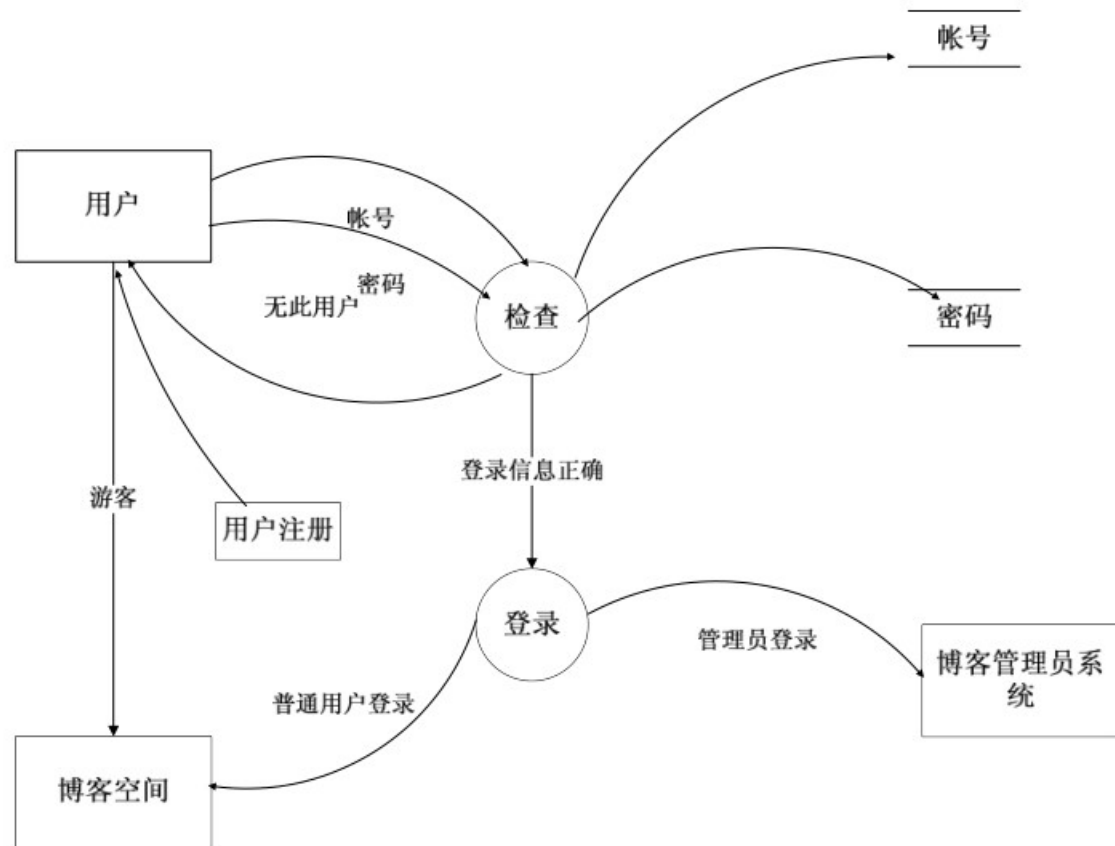 帐号
用户
帐号
密码
无此用户
检查
密码
登录信息正确
游客
用户注册
登录
管理员登录
博客管理员系
统
普通用户登录
博客空间